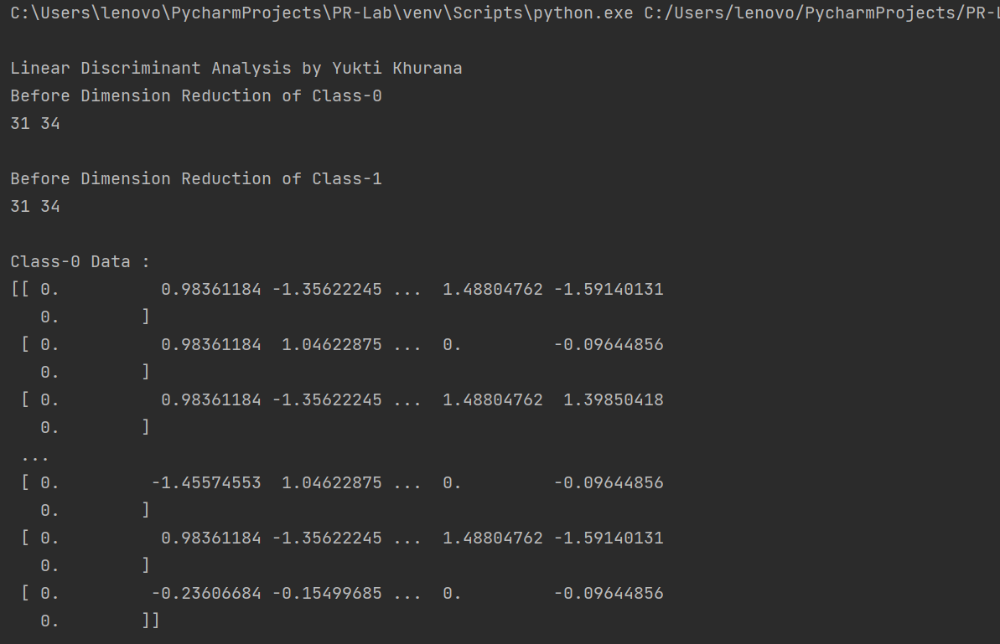 C:\Users\lenovo\PycharmProjects\PR-Lab\venv\Scripts\python.exe C:/Users/lenovo/PycharmProjects/PR-
Linear Discriminant Analysis by Yukti Khurana
Before Dimension Reduction of Class-0
31 34
Before Dimension Reduction of Class-1
31 34
Class-0 Data :
[[ 0.          0.98361184 -1.35622245 ...  1.48804762 -1.59140131
   0.        ]
 [ 0.          0.98361184  1.04622875 ...  0.         -0.09644856
   0.        ]
 [ 0.          0.98361184 -1.35622245 ...  1.48804762  1.39850418
   0.        ]
 ...
 [ 0.         -1.45574553  1.04622875 ...  0.         -0.09644856
   0.        ]
 [ 0.          0.98361184 -1.35622245 ...  1.48804762 -1.59140131
   0.        ]
 [ 0.         -0.23606684 -0.15499685 ...  0.         -0.09644856
   0.        ]]